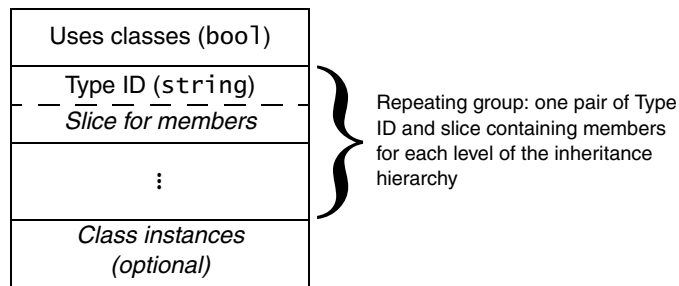 Uses classes (bool)
Type ID (string)
Slice for members
⋮
Class instances
(optional)
Repeating group: one pair of Type
ID and slice containing members
for each level of the inheritance
hierarchy